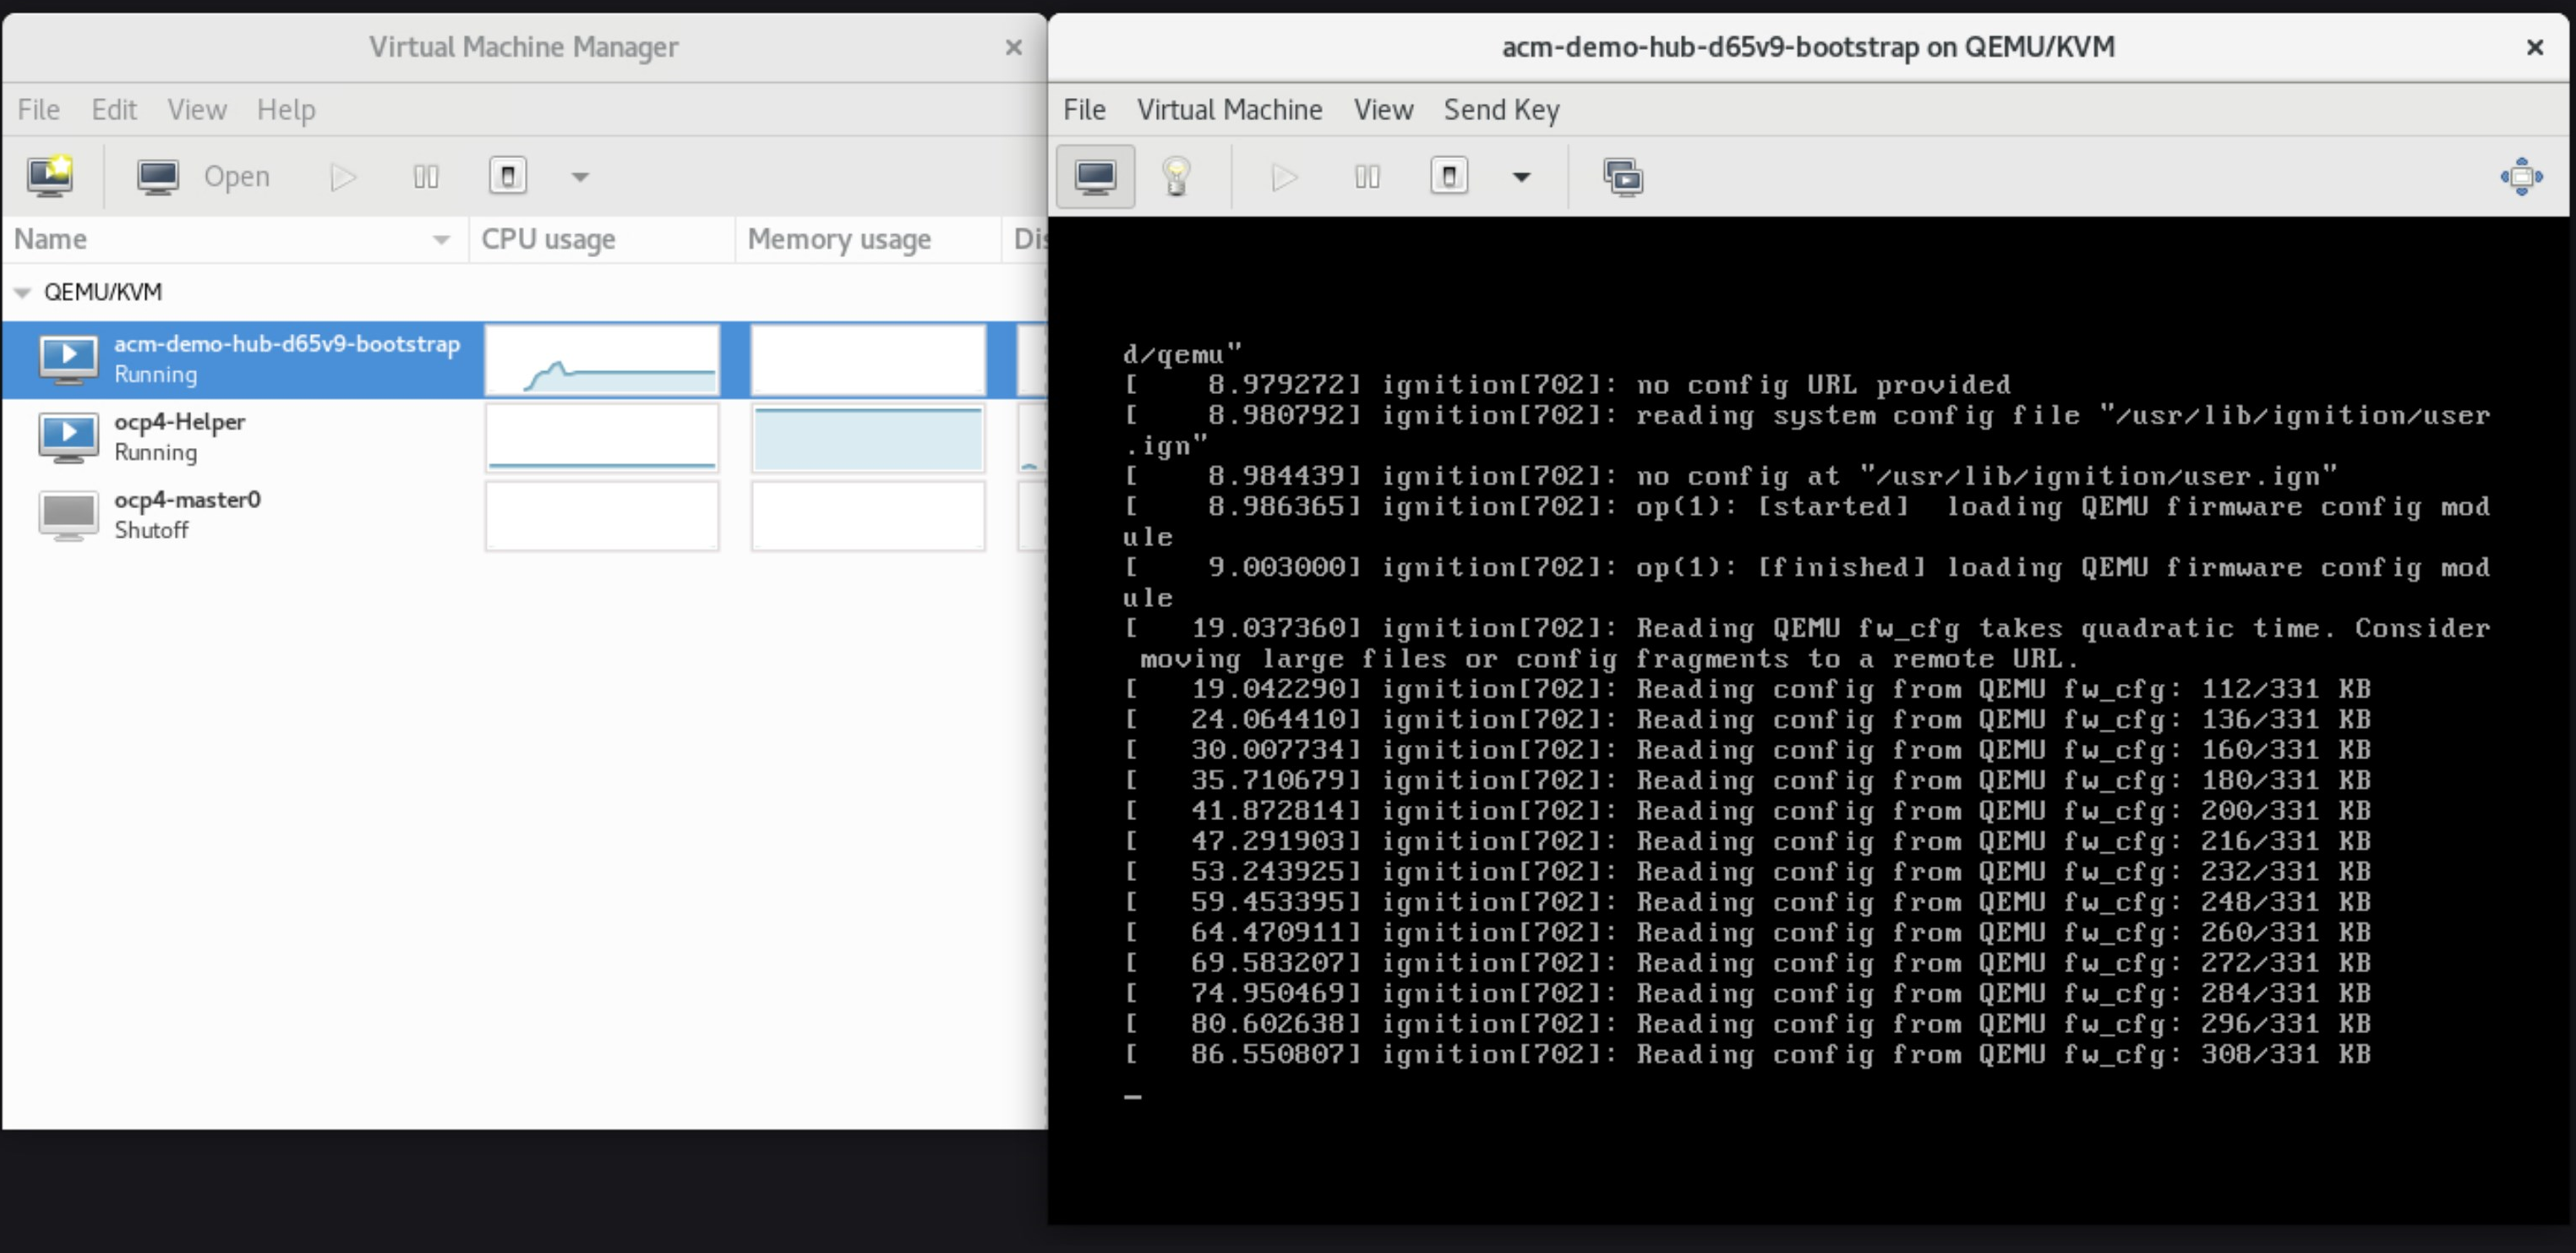 Virtual Machine Manager
File Edit View Help
Open
Name CPU usage Memory usage
QEMU/KVM
acm-demo-hub-d65v9-bootstrap
Running
ocp4-Helper
Running
ocp4-master0
Shutoff
acm-demo-hub-d65v9-bootstrap on QEMU/KVM
File Virtual Machine View Send Key
d/qemu"
[    8.979272] ignition[702]: no config URL provided
[    8.980792] ignition[702]: reading system config file "/usr/lib/ignition/user
.ign"
[    8.984439] ignition[702]: no config at "/usr/lib/ignition/user.ign"
[    8.986365] ignition[702]: op(1): [started]  loading QEMU firmware config mod
ule
[    9.003000] ignition[702]: op(1): [finished] loading QEMU firmware config mod
ule
[   19.037360] ignition[702]: Reading QEMU fw_cfg takes quadratic time. Consider
 moving large files or config fragments to a remote URL.
[   19.042290] ignition[702]: Reading config from QEMU fw_cfg: 112/331 KB
[   24.064410] ignition[702]: Reading config from QEMU fw_cfg: 136/331 KB
[   30.007734] ignition[702]: Reading config from QEMU fw_cfg: 160/331 KB
[   35.710679] ignition[702]: Reading config from QEMU fw_cfg: 180/331 KB
[   41.872814] ignition[702]: Reading config from QEMU fw_cfg: 200/331 KB
[   47.291903] ignition[702]: Reading config from QEMU fw_cfg: 216/331 KB
[   53.243925] ignition[702]: Reading config from QEMU fw_cfg: 232/331 KB
[   59.453395] ignition[702]: Reading config from QEMU fw_cfg: 248/331 KB
[   64.470911] ignition[702]: Reading config from QEMU fw_cfg: 260/331 KB
[   69.583207] ignition[702]: Reading config from QEMU fw_cfg: 272/331 KB
[   74.950469] ignition[702]: Reading config from QEMU fw_cfg: 284/331 KB
[   80.602638] ignition[702]: Reading config from QEMU fw_cfg: 296/331 KB
[   86.550807] ignition[702]: Reading config from QEMU fw_cfg: 308/331 KB